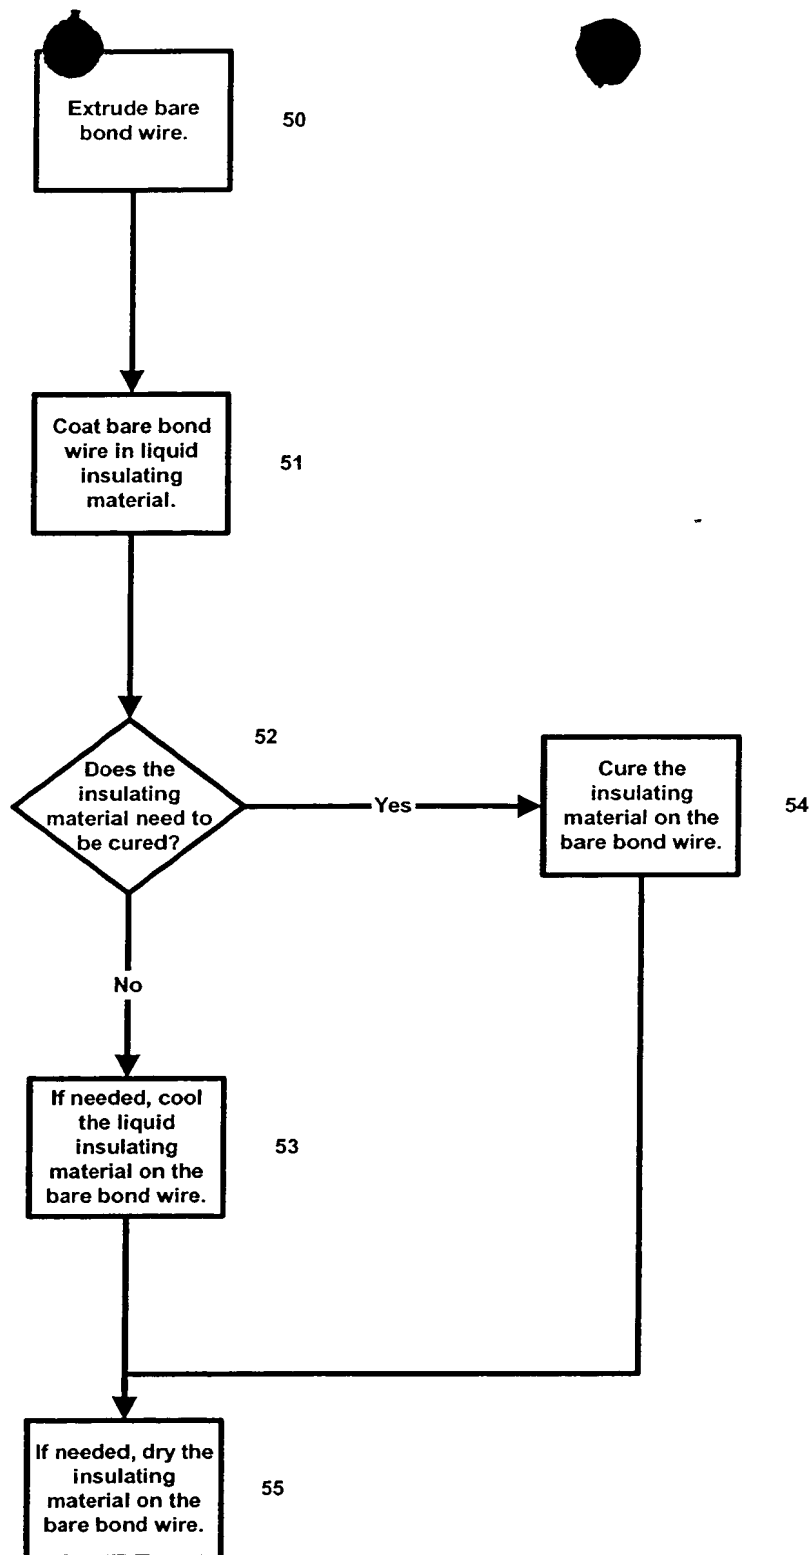 Extrude bare
bond wire.
50
Coat bare bond
wire in liquid
insulating
material.
51
52
Does the
insulating
material need to
be cured?
Yes
Cure the
insulating
material on the
bare bond wire.
54
No
If needed, cool
the liquid
insulating
material on the
bare bond wire.
53
If needed, dry the
insulating
material on the
bare bond wire.
55